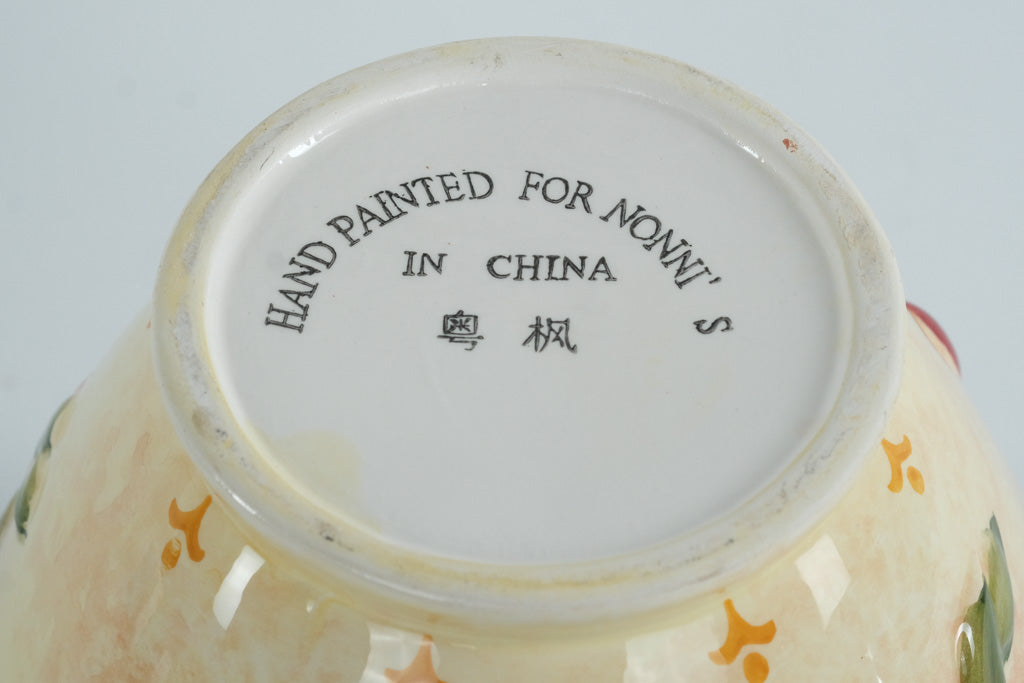 HAND PAINTED FOR NONNI'S
IN CHINA
粤枫